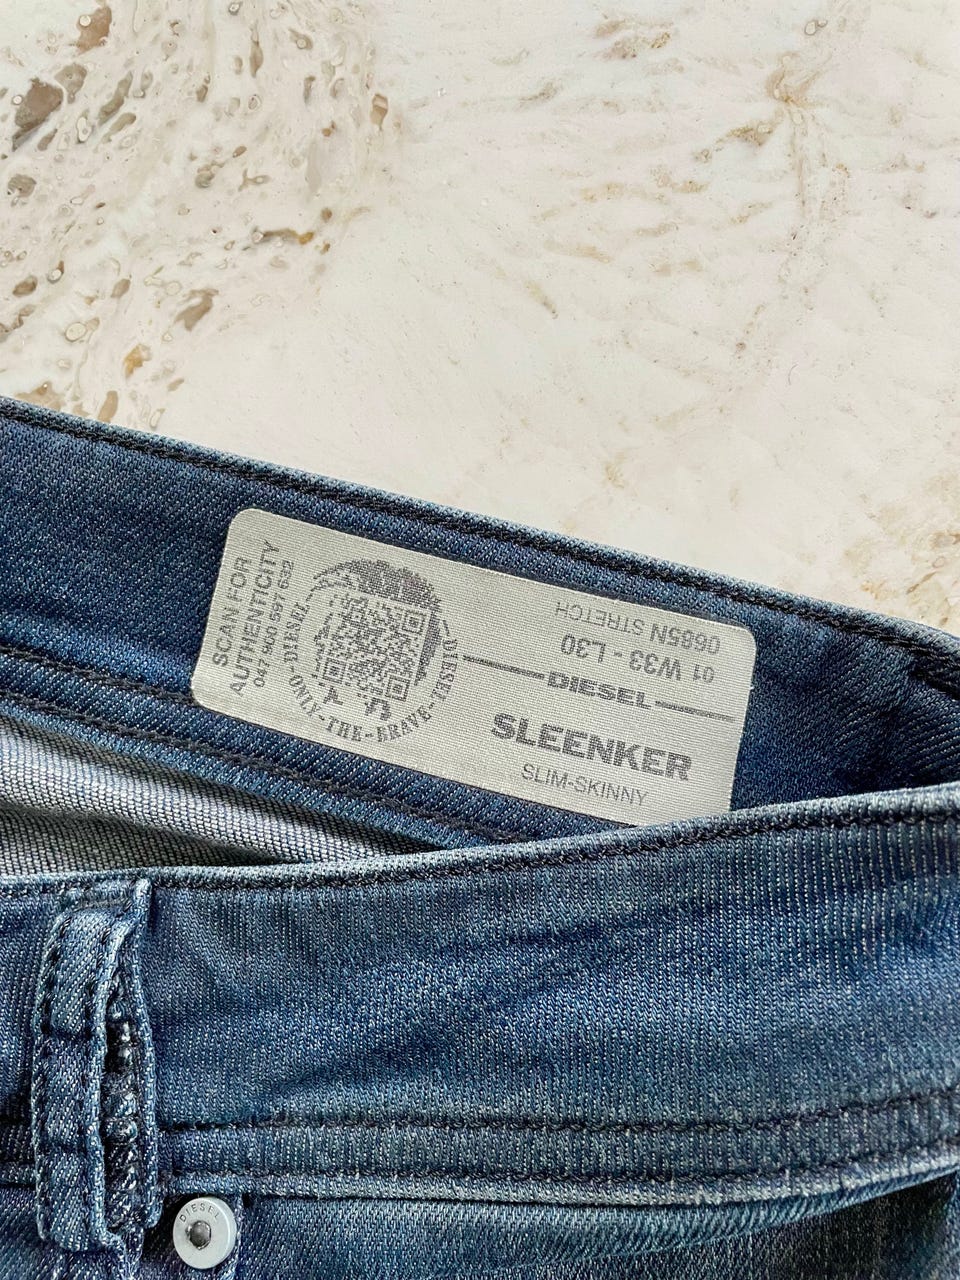 SCAN FOR
AUTHENTICITY
047 900 597 632
DIESEL
DIESEL
ONLY-THE-BRAVE
0685N STRETCH
01 W33 - L30
DIESEL
SLEENKER
SLIM-SKINNY
DIESEL